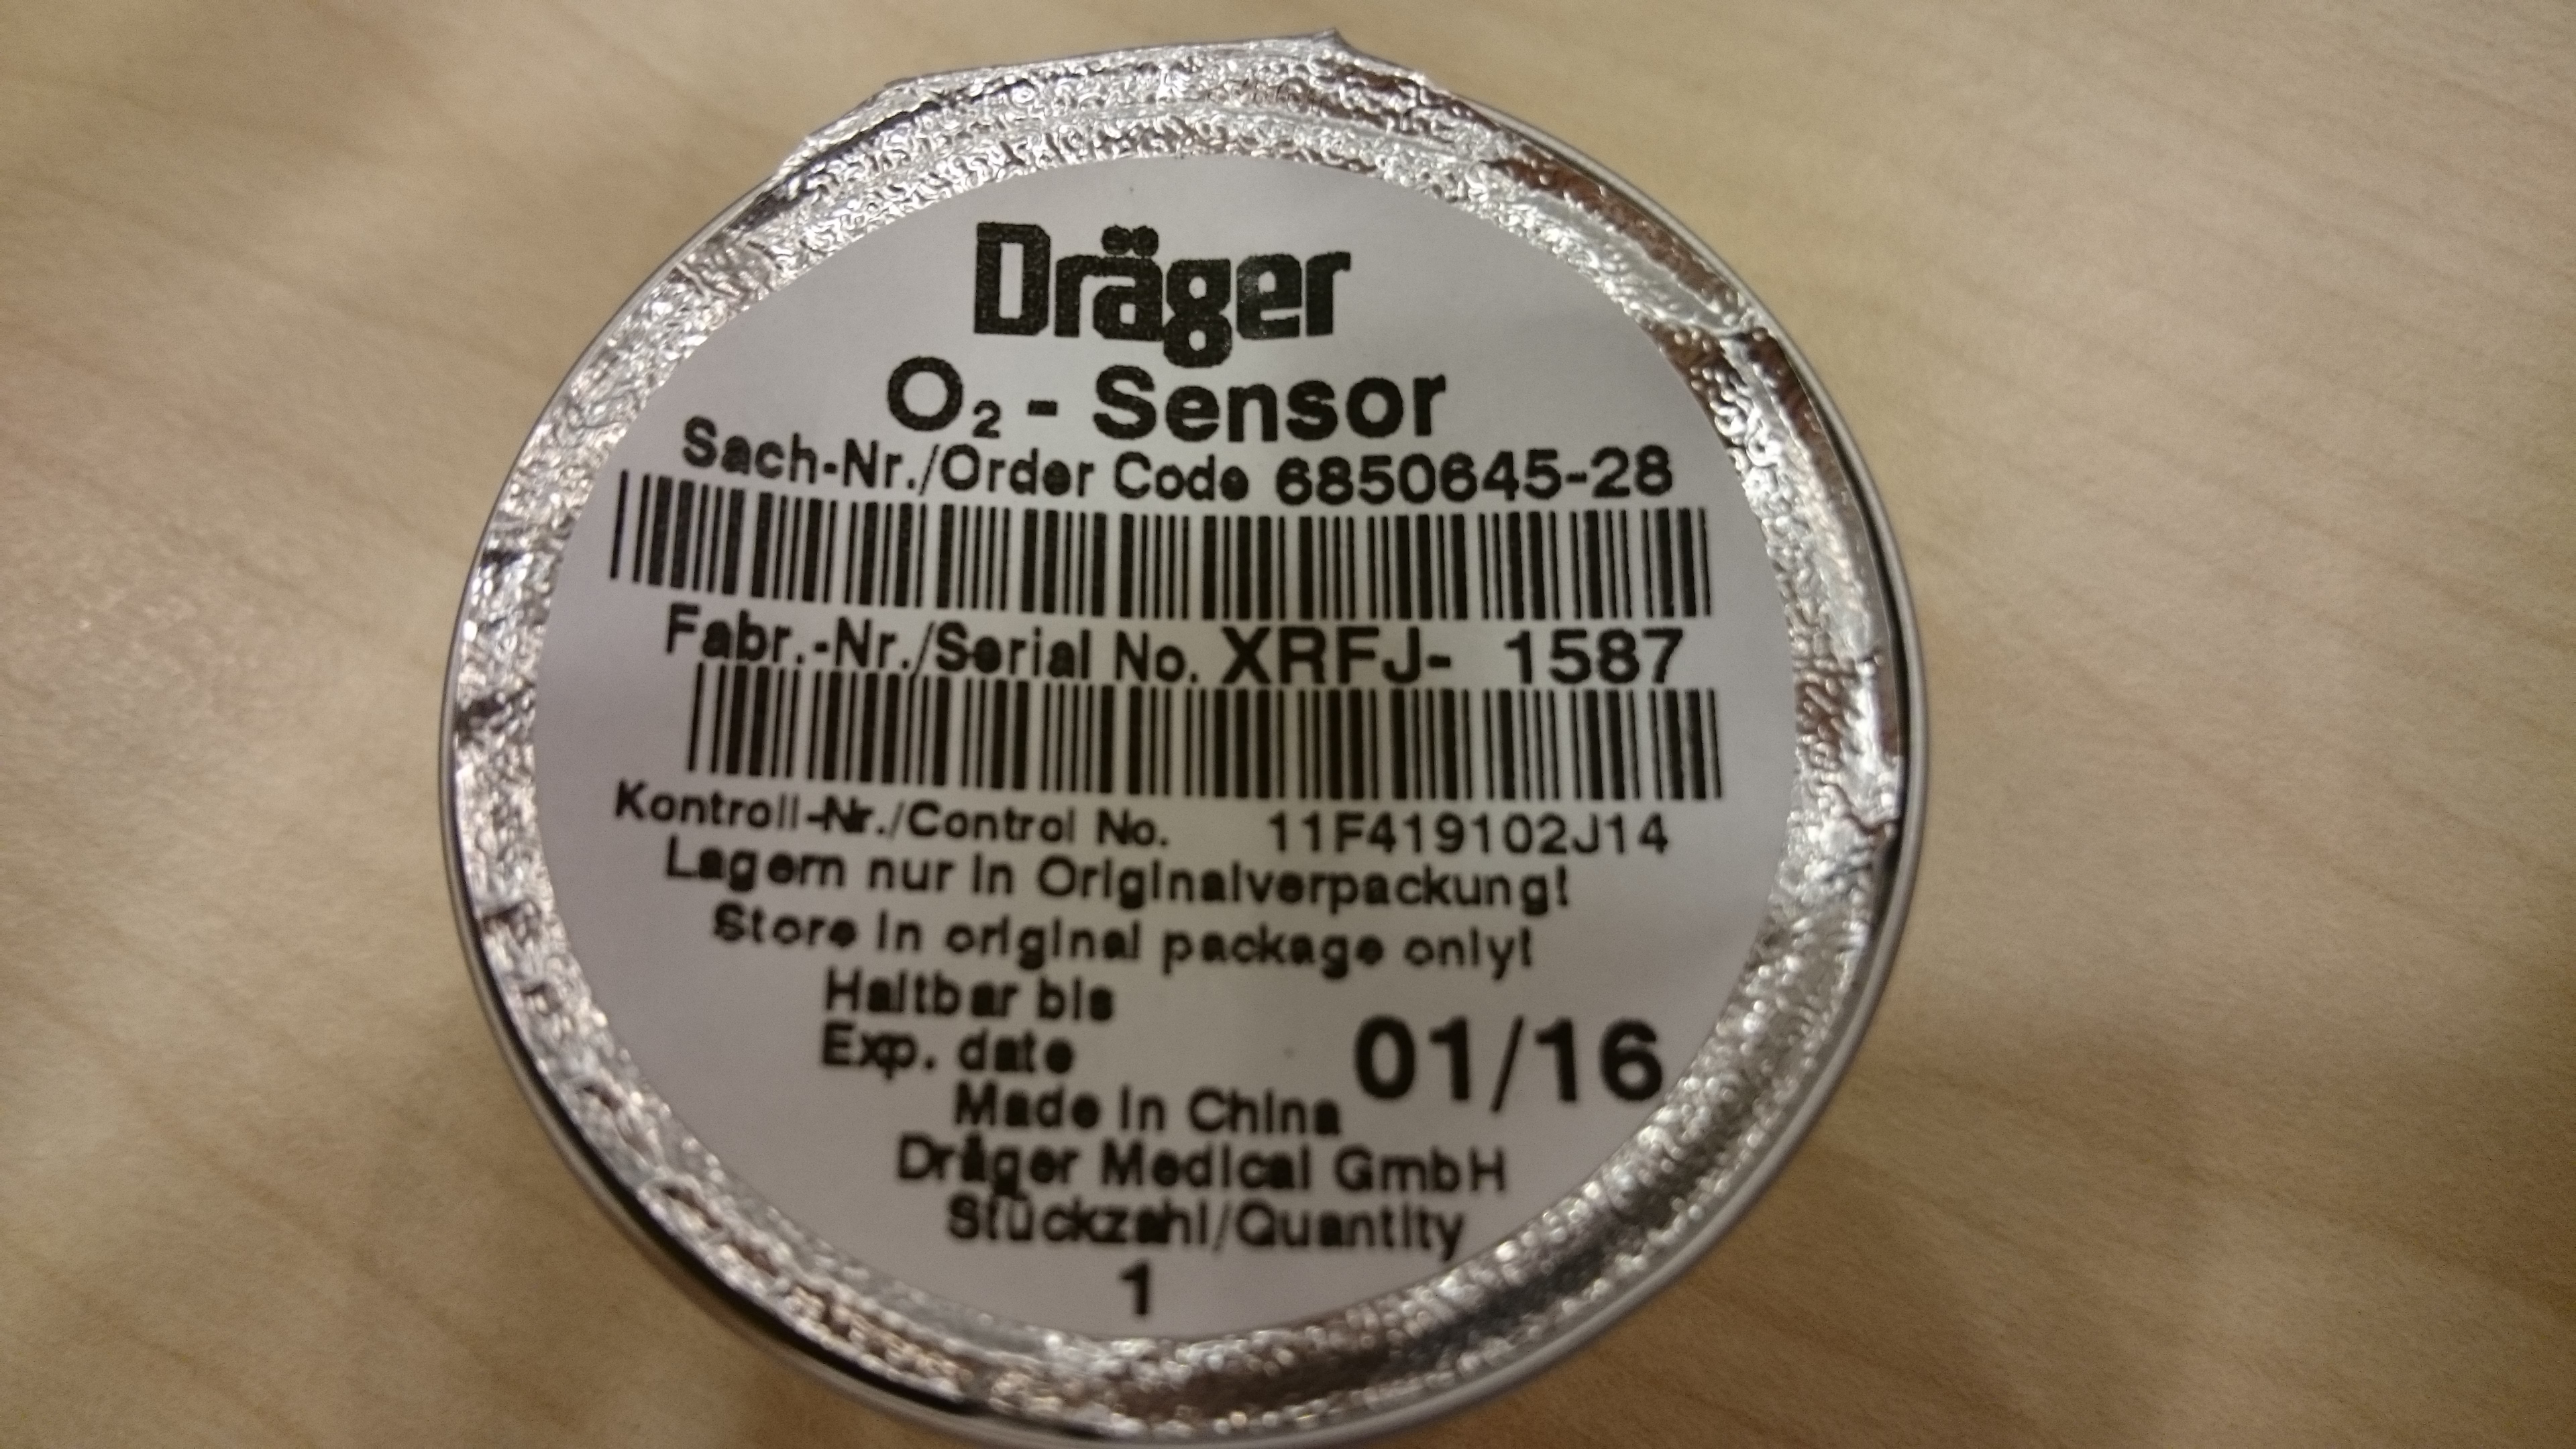 Dräger
O₂ - Sensor
Sach-Nr./Order Code 6850645-28
Fabr.-Nr./Serial No. XRFJ- 1587
Kontroll-Nr./Control No. 11F419102J14
Lagern nur in Originalverpackung!
Store in original package only!
Haltbar bis
Exp. date 01/16
Made in China
Dräger Medical GmbH
Stückzahl/Quantity
1